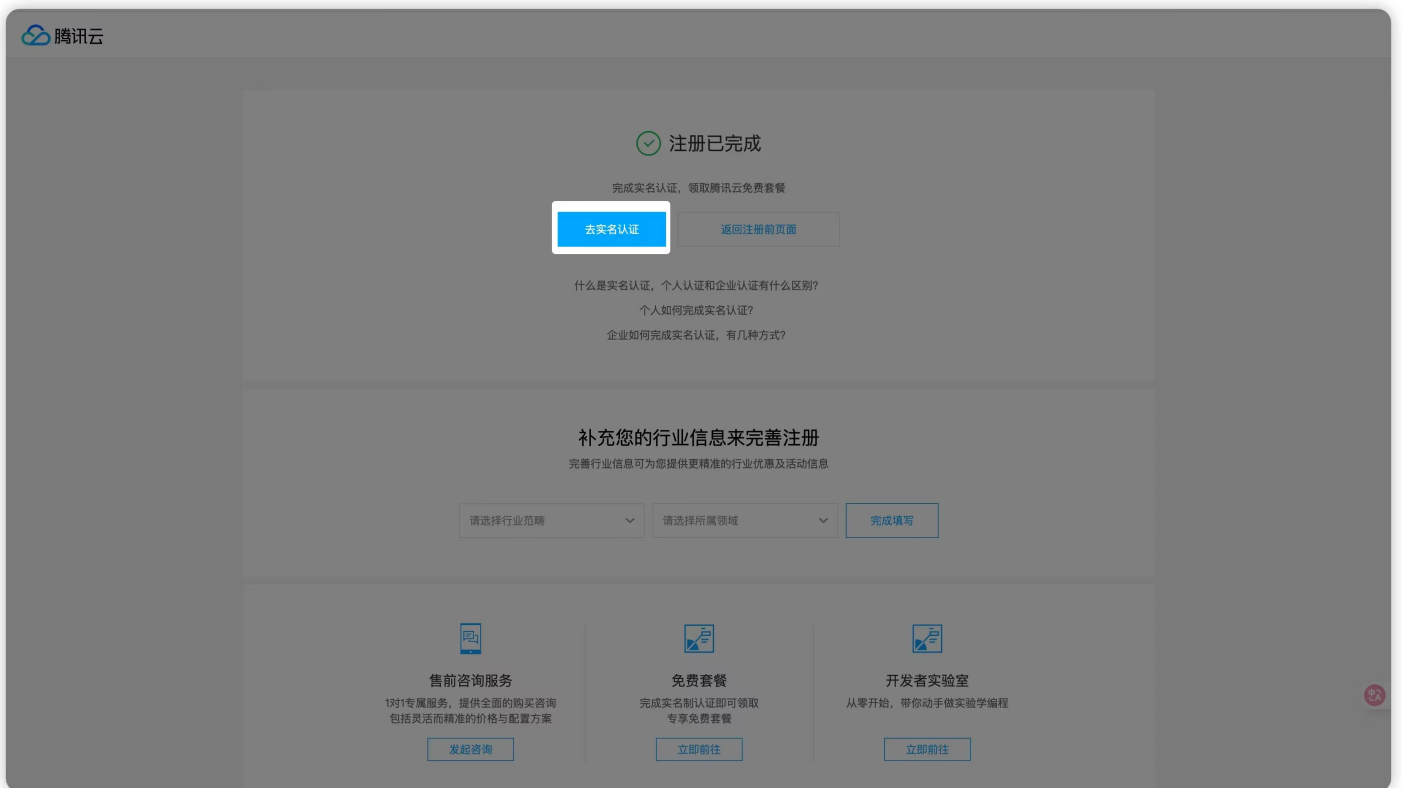 腾讯云
注册已完成
完成实名认证，领取腾讯云免费套餐
去实名认证
返回注册前页面
什么是实名认证，个人认证和企业认证有什么区别？
个人如何完成实名认证？
企业如何完成实名认证，有几种方式？
补充您的行业信息来完善注册
完善行业信息可为您提供更精准的行业优惠及活动信息
请选择行业范畴
请选择所属领域
完成填写
售前咨询服务
1对1专属服务，提供全面的购买咨询
包括灵活而精准的价格与配置方案
发起咨询
免费套餐
完成实名制认证即可领取
专享免费套餐
立即前往
开发者实验室
从零开始，带你动手做实验学编程
立即前往